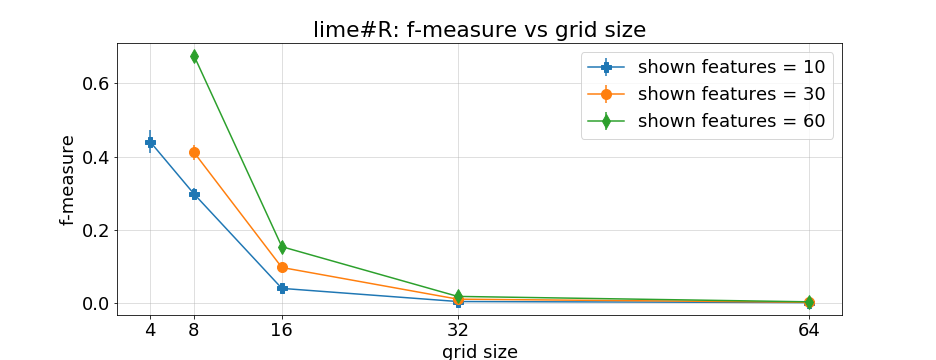 lime#R: f-measure vs grid size
f-measure
0.6
0.4
0.2
0.0
shown features = 10
shown features = 30
shown features = 60
4 8 16 32 64
grid size